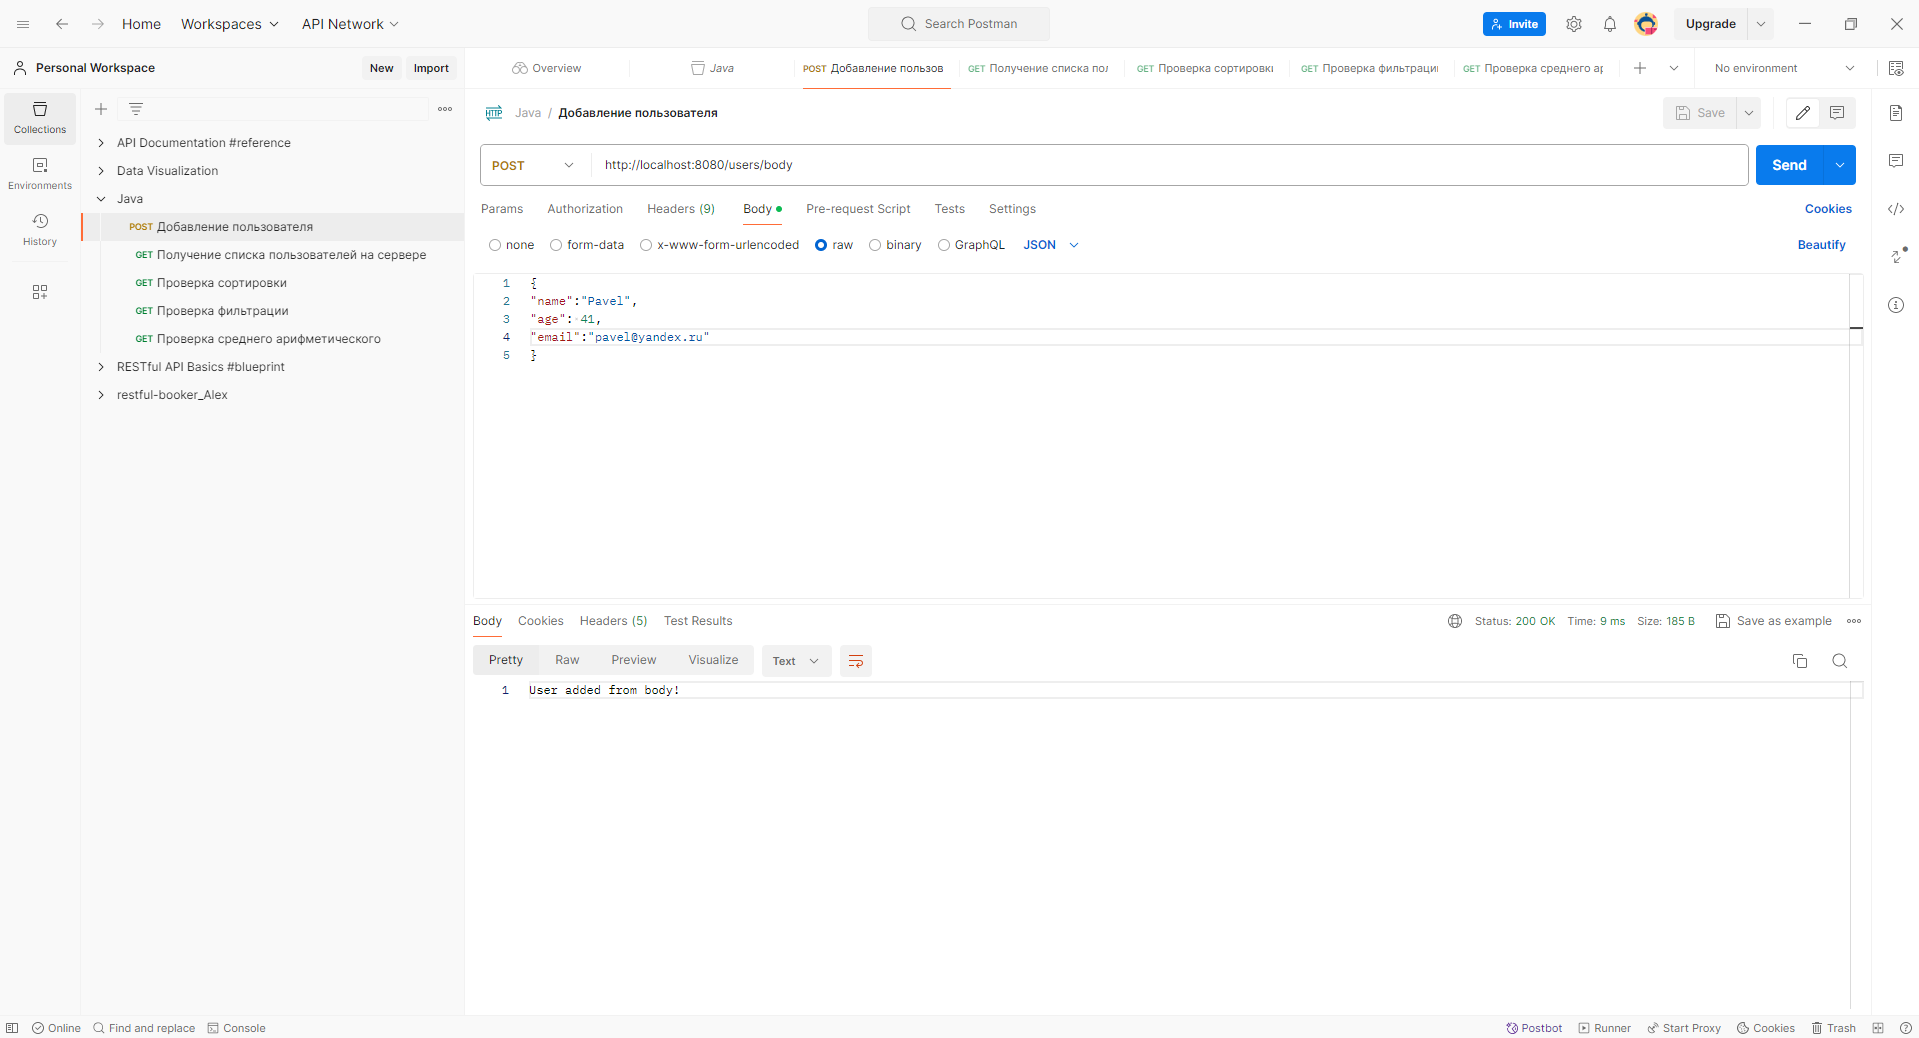 Home
Workspaces
API Network
Search Postman
Invite
Upgrade
Personal Workspace
New
Import
Overview
Java
POST Добавление пользов
GET Получение списка пол
GET Проверка сортировки
GET Проверка фильтраци
GET Проверка среднего ар
No environment
Collections
Environments
History
API Documentation #reference
Data Visualization
Java
POST Добавление пользователя
GET Получение списка пользователей на сервере
GET Проверка сортировки
GET Проверка фильтрации
GET Проверка среднего арифметического
RESTful API Basics #blueprint
restful-booker_Alex
HTTP Java / Добавление пользователя
Save
POST
http://localhost:8080/users/body
Send
Params Authorization Headers (9) Body Pre-request Script Tests Settings
Cookies
none form-data x-www-form-urlencoded raw binary GraphQL JSON
Beautify
1 {
2 "name":"Pavel",
3 "age": 41,
4 "email":"pavel@yandex.ru"
5 }
Body Cookies Headers (5) Test Results
Status: 200 OK Time: 9 ms Size: 185 B
Save as example
Pretty Raw Preview Visualize Text
1 User added from body!
Online Find and replace Console
Postbot Runner Start Proxy Cookies Trash